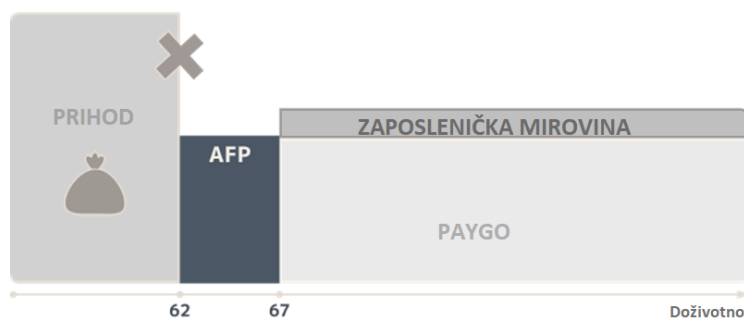 PRIHOD
AFP
ZAPOSLENIČKA MIROVINA
PAYGO
62
67
Doživotno